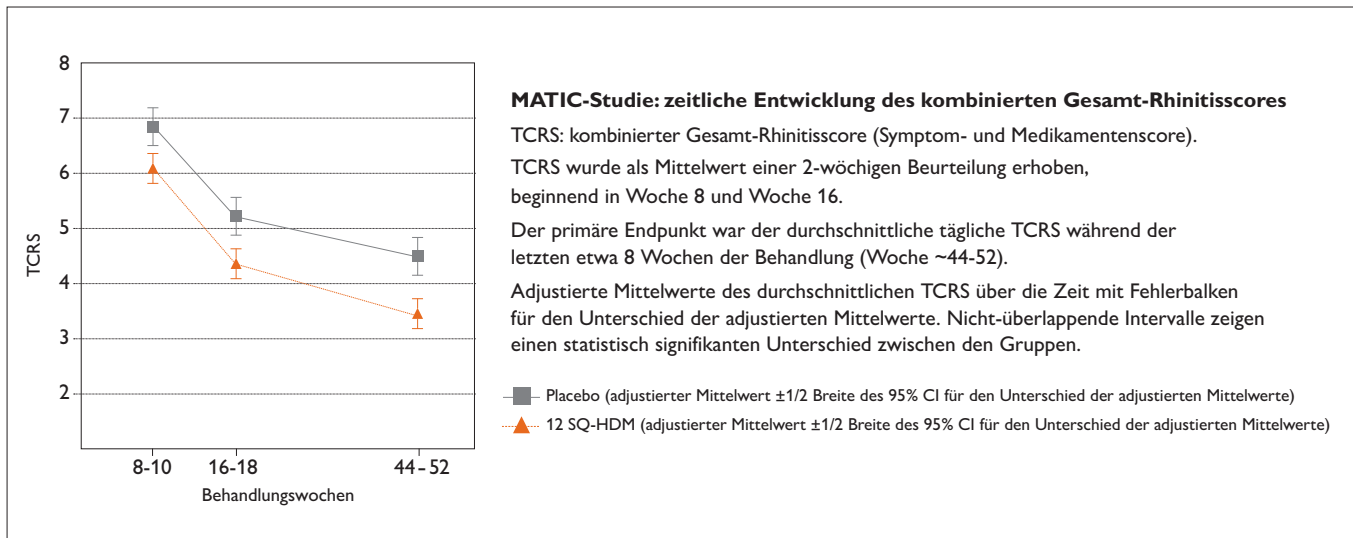 8
7
6
5
4
3
2
TCRS
8-10 16-18 44–52
Behandlungswochen
MATIC-Studie: zeitliche Entwicklung des kombinierten Gesamt-Rhinitisscores
TCRS: kombinierter Gesamt-Rhinitisscore (Symptom- und Medikamentenscore).
TCRS wurde als Mittelwert einer 2-wöchigen Beurteilung erhoben,
beginnend in Woche 8 und Woche 16.
Der primäre Endpunkt war der durchschnittliche tägliche TCRS während der
letzten etwa 8 Wochen der Behandlung (Woche ~44-52).
Adjustierte Mittelwerte des durchschnittlichen TCRS über die Zeit mit Fehlerbalken
für den Unterschied der adjustierten Mittelwerte. Nicht-überlappende Intervalle zeigen
einen statistisch signifikanten Unterschied zwischen den Gruppen.
Placebo (adjustierter Mittelwert ±1/2 Breite des 95% CI für den Unterschied der adjustierten Mittelwerte)
12 SQ-HDM (adjustierter Mittelwert ±1/2 Breite des 95% CI für den Unterschied der adjustierten Mittelwerte)